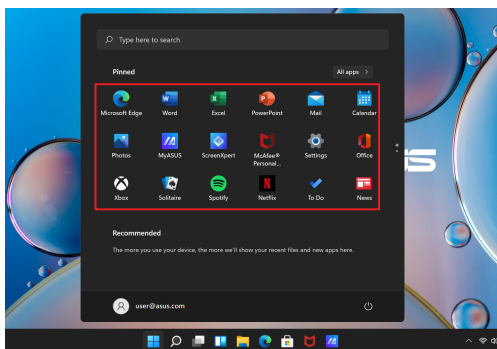 Type here to search
Pinned
All apps >
Microsoft Edge Word Excel PowerPoint Mail Calendar
Photos MyASUS ScreenXpert McAfee® Personal... Settings Office
Xbox Solitaire Spotify Netflix To Do News
Recommended
The more you use your device, the more we'll show your recent files and new apps here.
user@asus.com